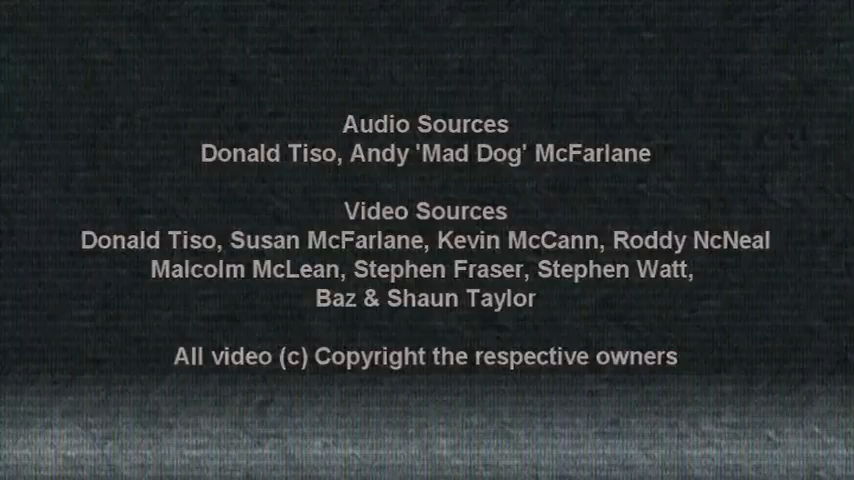 Audio Sources
Donald Tiso, Andy 'Mad Dog' McFarlane
Video Sources
Donald Tiso, Susan McFarlane, Kevin McCann, Roddy NcNeal
Malcolm McLean, Stephen Fraser, Stephen Watt,
Baz & Shaun Taylor
All video (c) Copyright the respective owners